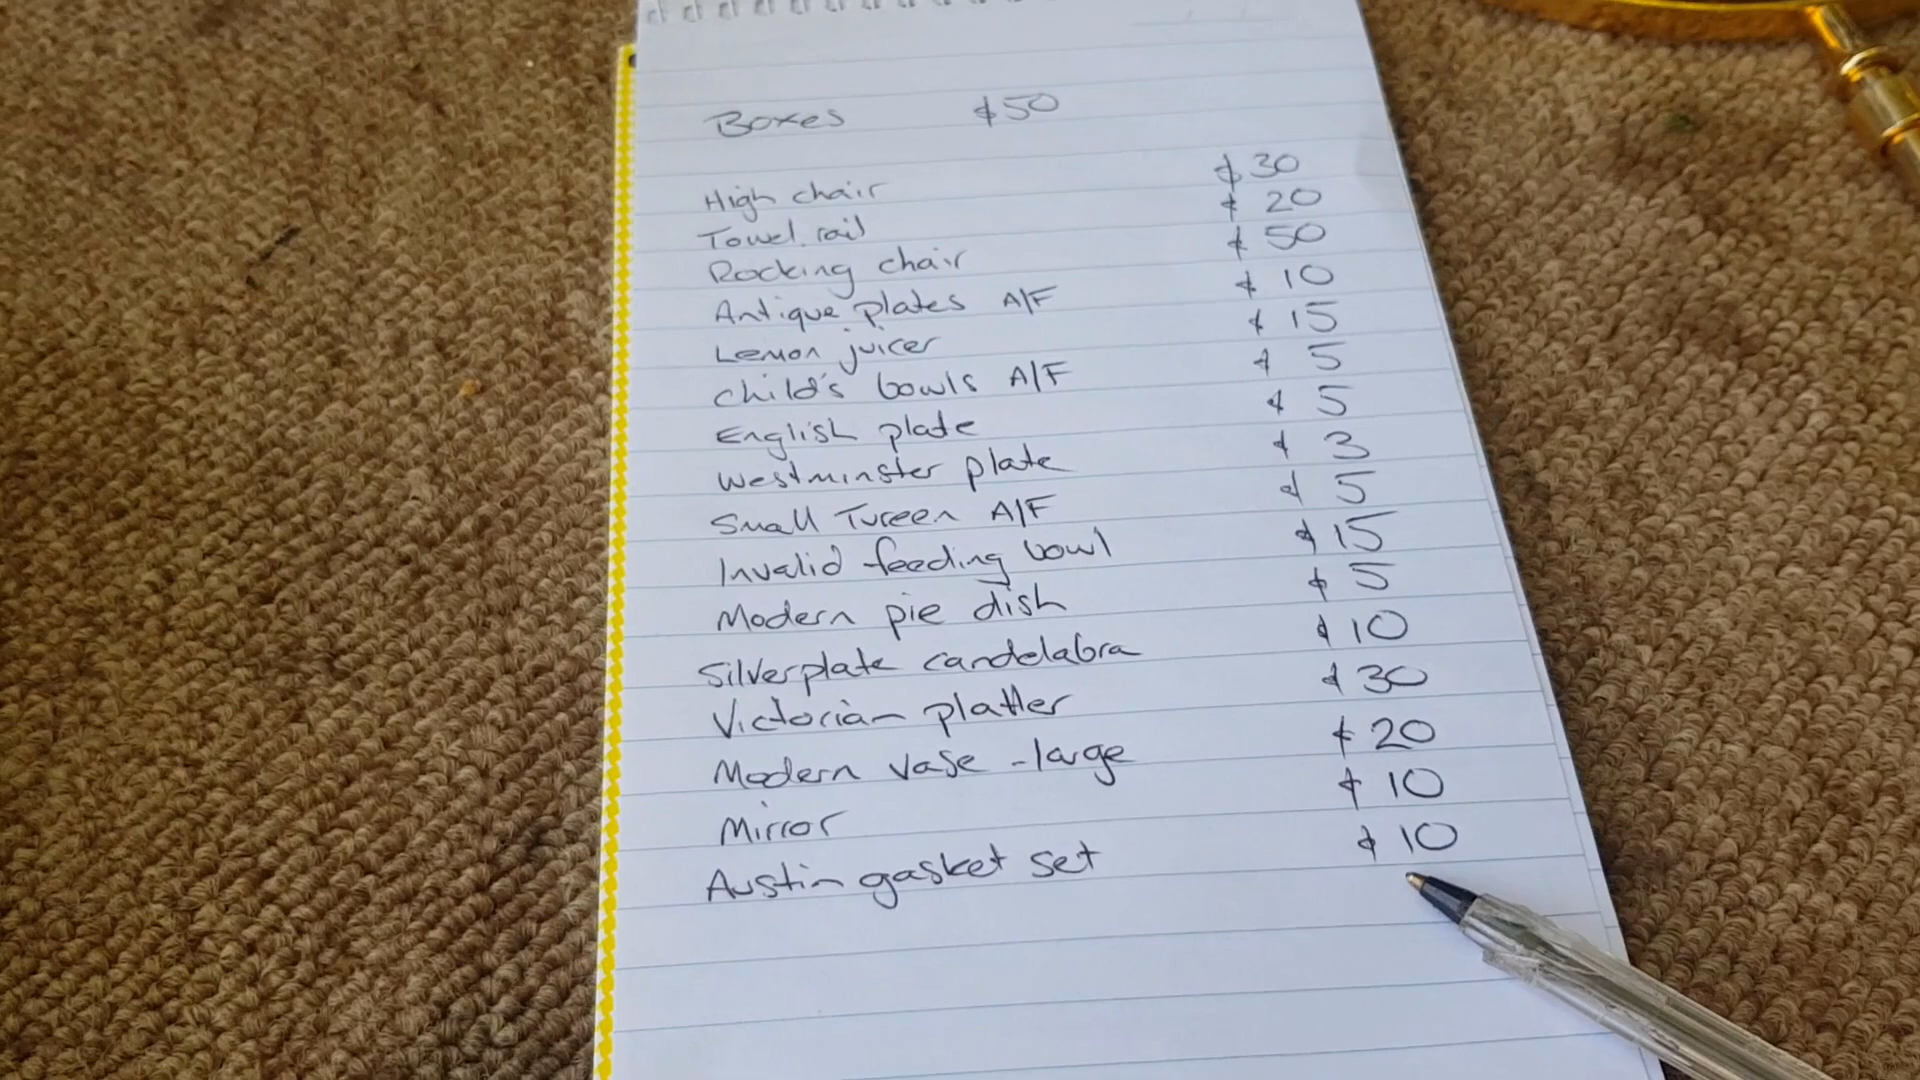 Boxes $50
High chair $30
Towel rail $20
Rocking chair $50
Antique plates A/F $10
Lemon juicer $15
Child's bowls A/F $5
English plate $5
Westminster plate $3
Small Tureen A/F $5
Invalid feeding bowl $15
Modern pie dish $5
Silverplate candelabra $10
Victorian platter $30
Modern vase - large $20
Mirror $10
Austin gasket set $10